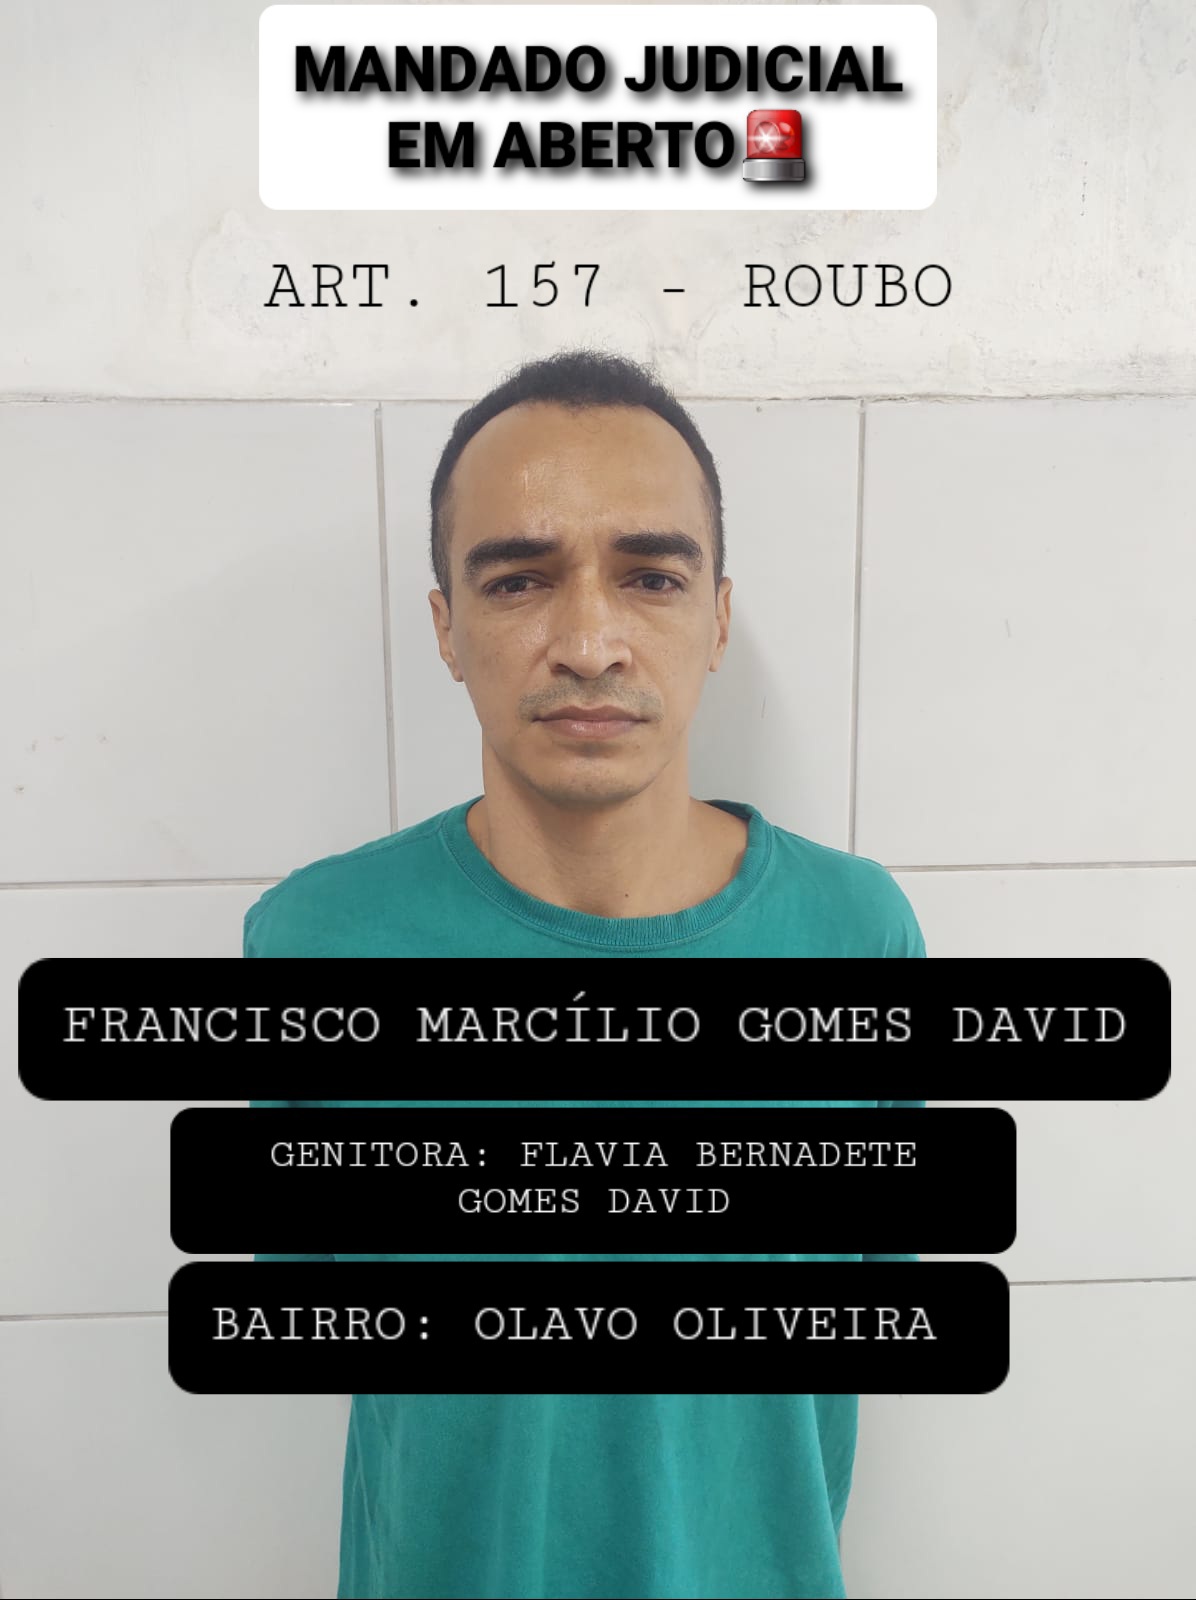 MANDADO JUDICIAL
EM ABERTO🚨
ART. 157 - ROUBO
FRANCISCO MARCÍLIO GOMES DAVID
GENITORA: FLAVIA BERNADETE
GOMES DAVID
BAIRRO: OLAVO OLIVEIRA